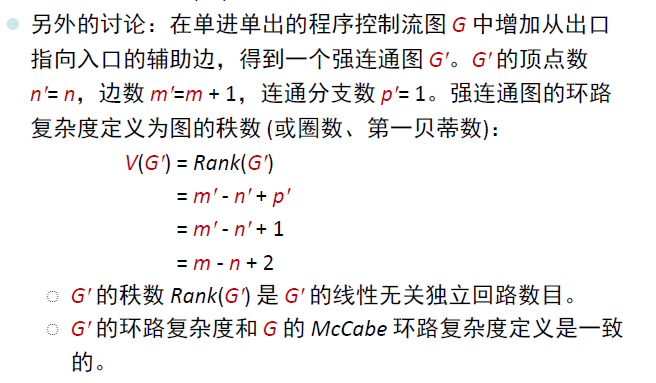 另外的讨论：在单进单出的程序控制流图 G 中增加从出口
指向入口的辅助边，得到一个强连通图 G'。G' 的顶点数
n'= n，边数 m'=m + 1，连通分支数 p'= 1。强连通图的环路
复杂度定义为图的秩数 (或圈数、第一贝蒂数)：
V(G') = Rank(G')
= m' - n' + p'
= m' - n' + 1
= m - n + 2
G' 的秩数 Rank(G') 是 G' 的线性无关独立回路数目。
G' 的环路复杂度和 G 的 McCabe 环路复杂度定义是一致
的。